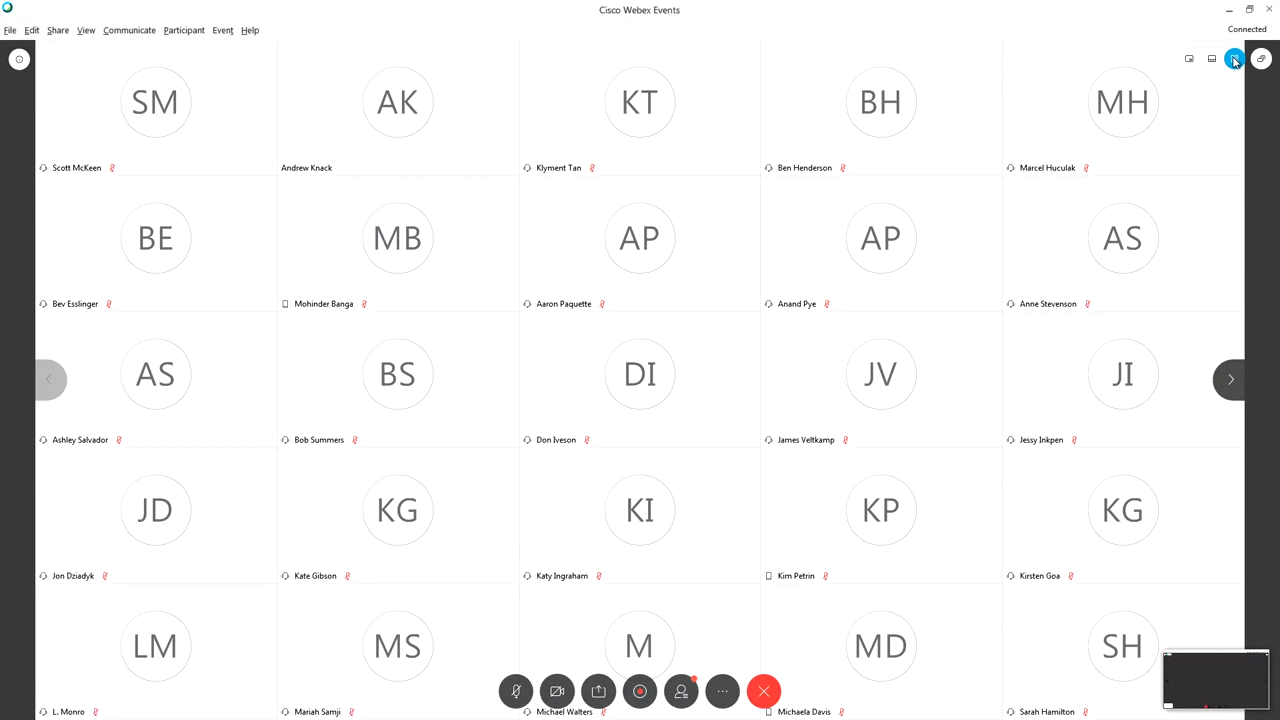 Cisco Webex Events
File Edit Share View Communicate Participant Event Help
Connected
SM AK KT BH MH
Scott McKeen Andrew Knack Klyment Tan Ben Henderson Marcel Huculak
BE MB AP AP AS
Bev Esslinger Mohinder Banga Aaron Paquette Anand Pye Anne Stevenson
AS BS DI JV JI
Ashley Salvador Bob Summers Don Iveson James Veltkamp Jessy Inkpen
JD KG KI KP KG
Jon Dziadyk Kate Gibson Katy Ingraham Kim Petrin Kirsten Goa
LM MS M MD SH
L. Monro Mariah Samji Michael Walters Michaela Davis Sarah Hamilton